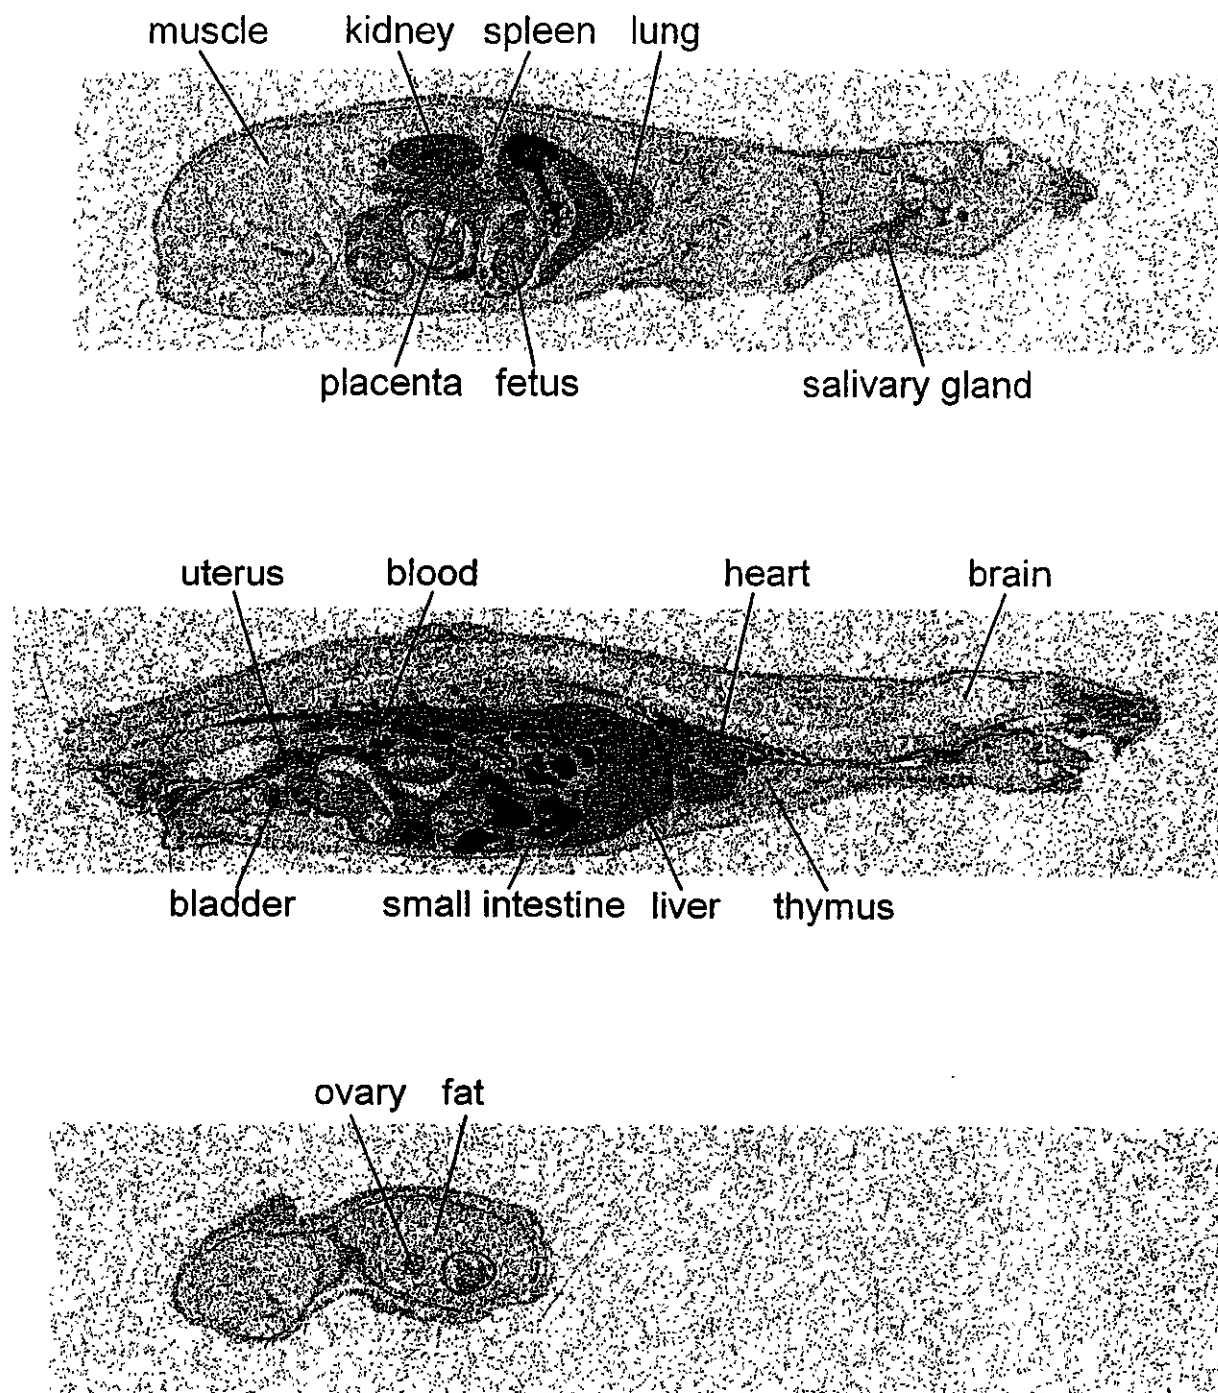 muscle kidney spleen lung
placenta fetus salivary gland
uterus blood heart brain
bladder small intestine liver thymus
ovary fat